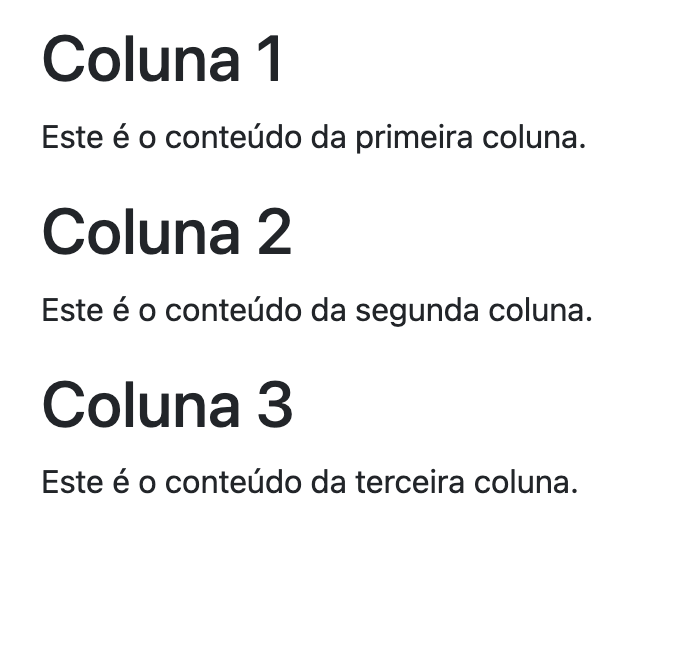 Coluna 1
Este é o conteúdo da primeira coluna.
Coluna 2
Este é o conteúdo da segunda coluna.
Coluna 3
Este é o conteúdo da terceira coluna.